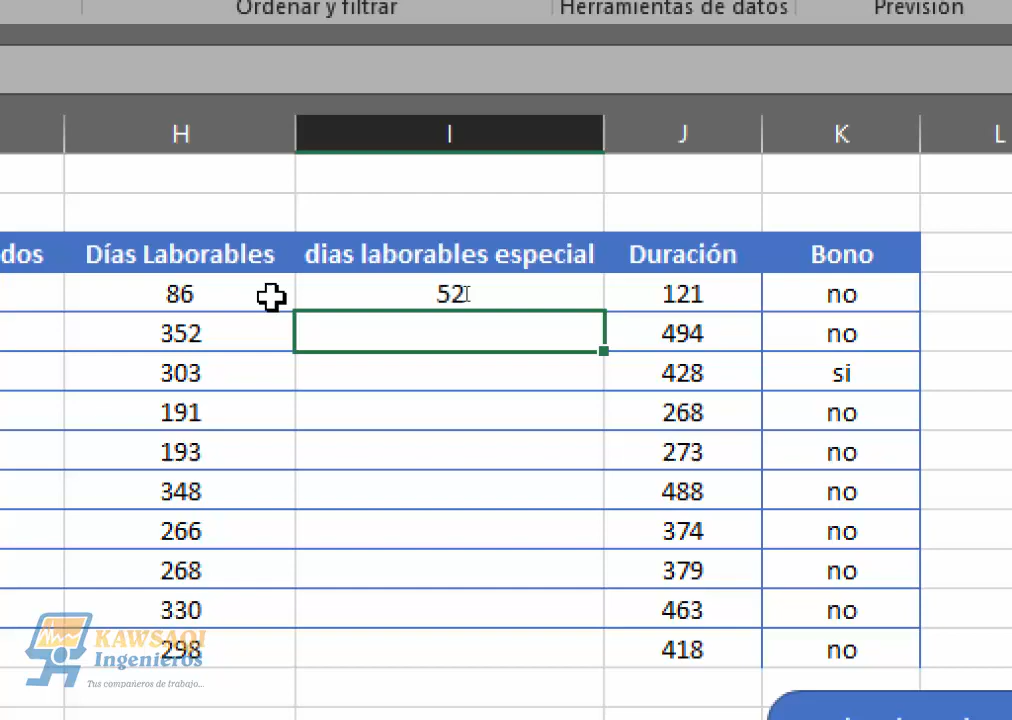 Ordenar y filtrar Herramientas de datos Previsión
H I J K L
dos Días Laborables dias laborables especial Duración Bono
86 52 121 no
352 494 no
303 428 si
191 268 no
193 273 no
348 488 no
266 374 no
268 379 no
330 463 no
298 418 no
KAWSAQI
Ingenieros
Tus compañeros de trabajo...